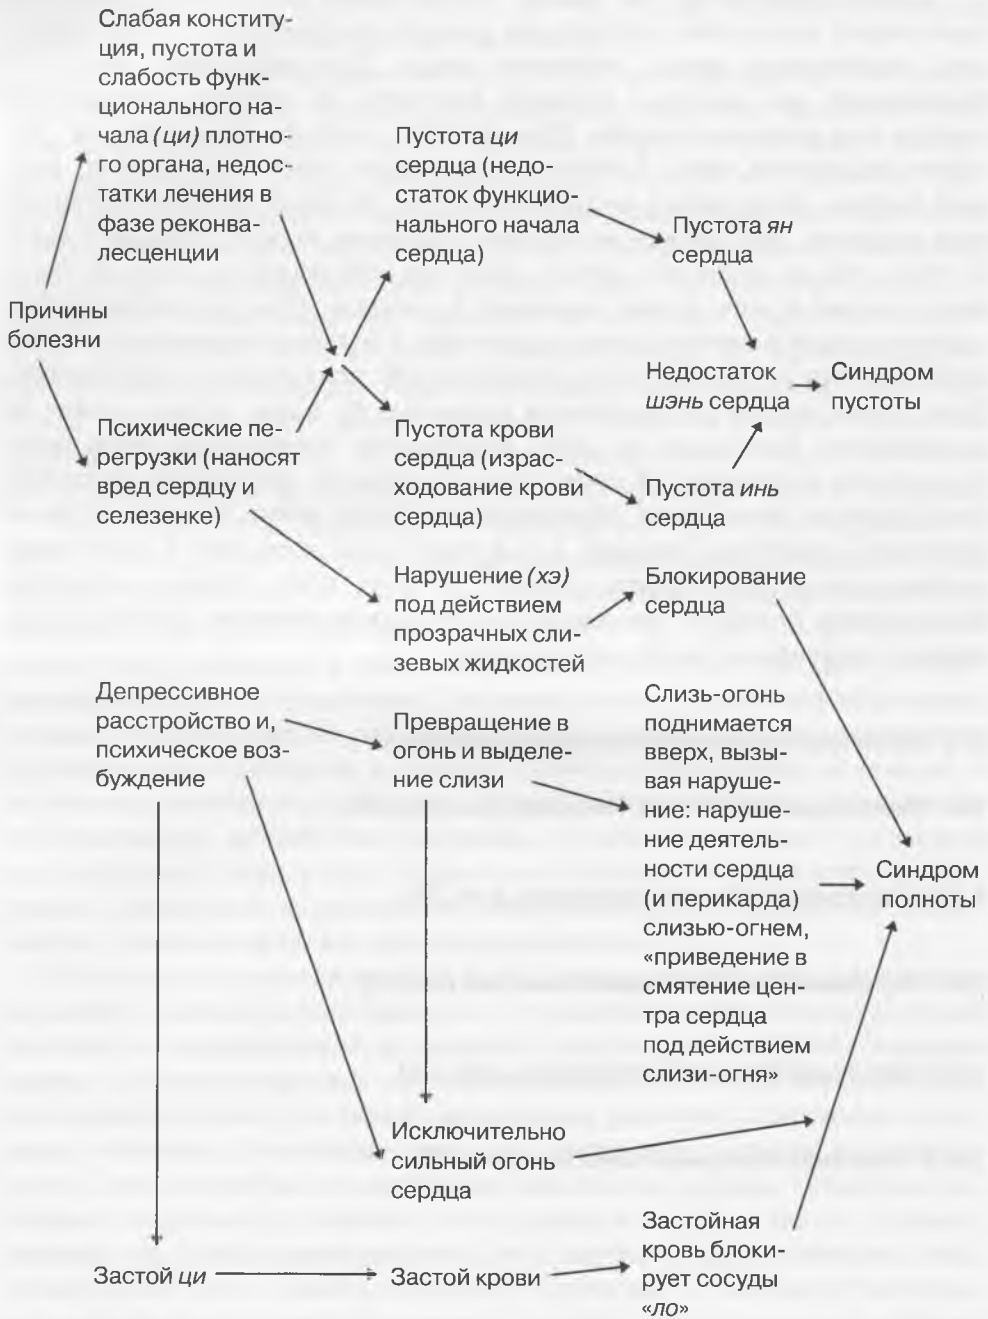 Слабая конститу-
ция, пустота и
слабость функ-
ционального на-
чала (ци) плотно-
го органа, недос-
татки лечения в
фазе реконва-
лесценции
Пустота ци
сердца (недо-
статок функцио-
нального начала
сердца)
Пустота ян
сердца
Причины
болезни
Недостаток
шэнь сердца
Синдром
пустоты
Психические пе-
регрузки (наносят
вред сердцу и
селезенке)
Пустота крови
сердца (израс-
ходование крови
сердца)
Пустота инь
сердца
Нарушение (хэ)
под действием
прозрачных сли-
зевых жидкостей
Блокирование
сердца
Депрессивное
расстройство и,
психическое воз-
буждение
Превращение в
огонь и выделе-
ние слизи
Слизь-огонь
поднимается
вверх, вызы-
вая наруше-
ние: наруше-
ние деятель-
ности сердца
(и перикарда)
слизью-огнем,
«приведение в
смятение цен-
тра сердца
под действием
слизи-огня»
Синдром
полноты
Исключительно
сильный огонь
сердца
Застой ци
Застой крови
Застойная
кровь блоки-
рует сосуды
«ло»